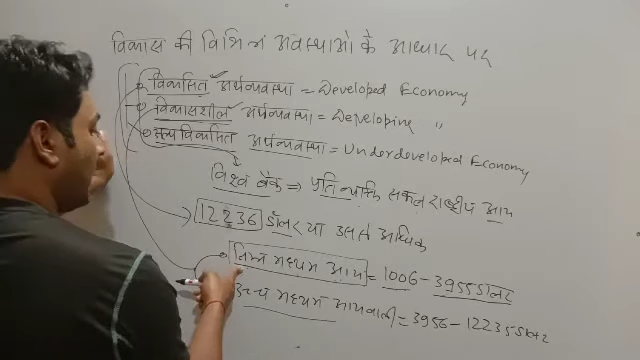 विकास की विभिन्न अवस्थाओ के आधार पर
विकसित अर्थव्यवस्था = Developed Economy
विकासशील अर्थव्यवस्था = Developing "
अल्पविकसित अर्थव्यवस्था = Underdeveloped Economy
विश्व बैंक ⇒ प्रति व्यक्ति सकल राष्ट्रीय आय
12236 डॉलर या उससे अधिक
निम्न मध्यम आय = 1006 - 3955 डालर
उच्च मध्यम आयवाली = 3956 - 12235 डालर